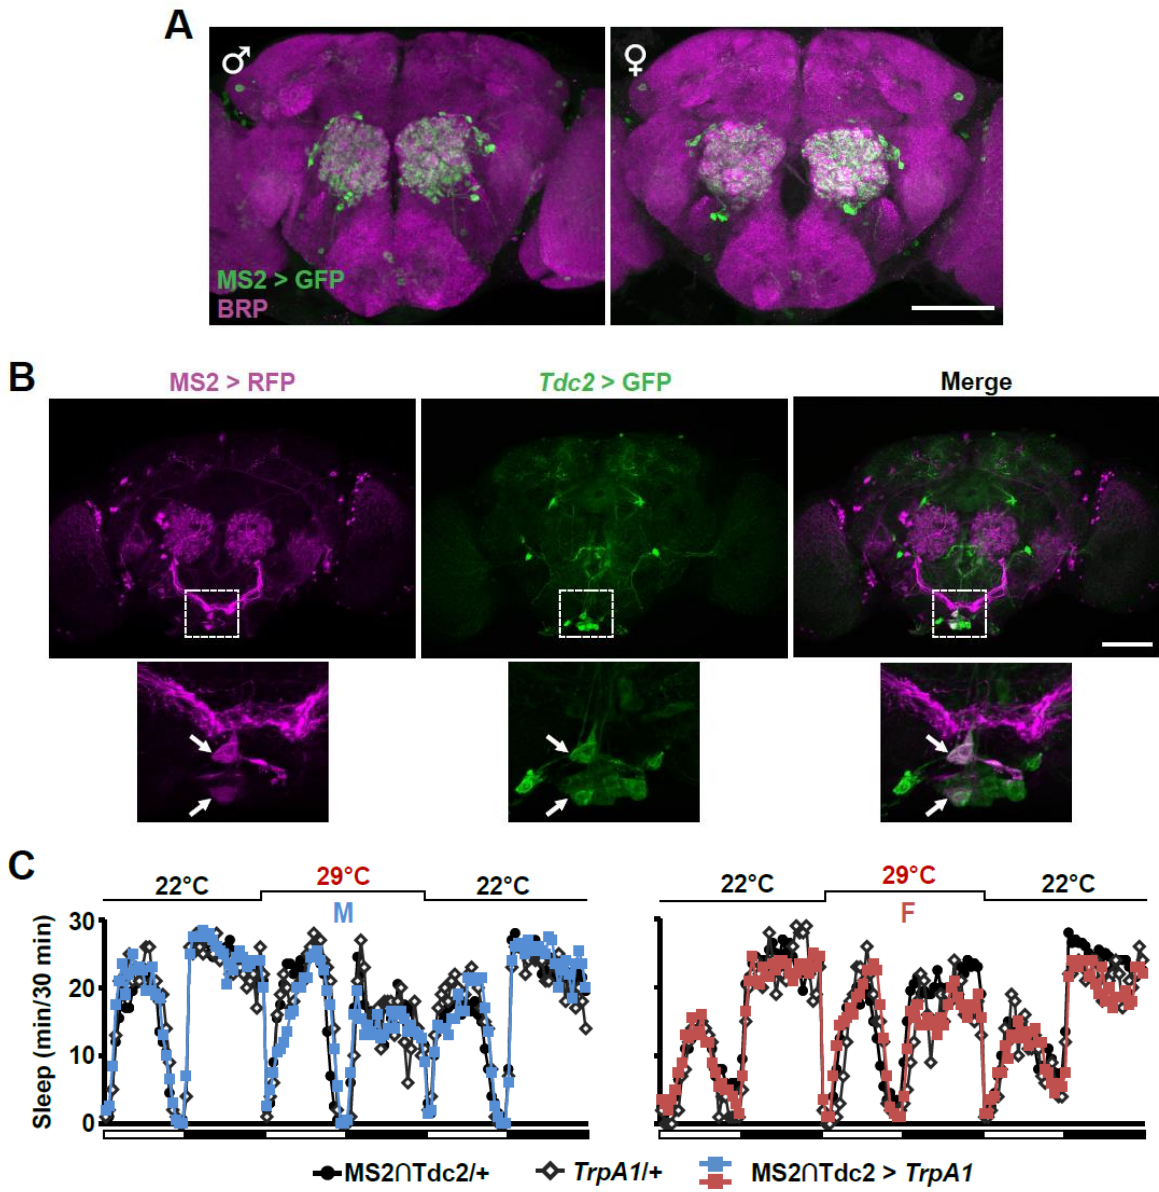 A
♂
♀
MS2 > GFP
BRP
B
MS2 > RFP
Tdc2 > GFP
Merge
C
22°C
29°C
22°C
22°C
29°C
22°C
M
F
Sleep (min/30 min)
30
20
10
0
MS2∩Tdc2/+
TrpA1/+
MS2∩Tdc2 > TrpA1